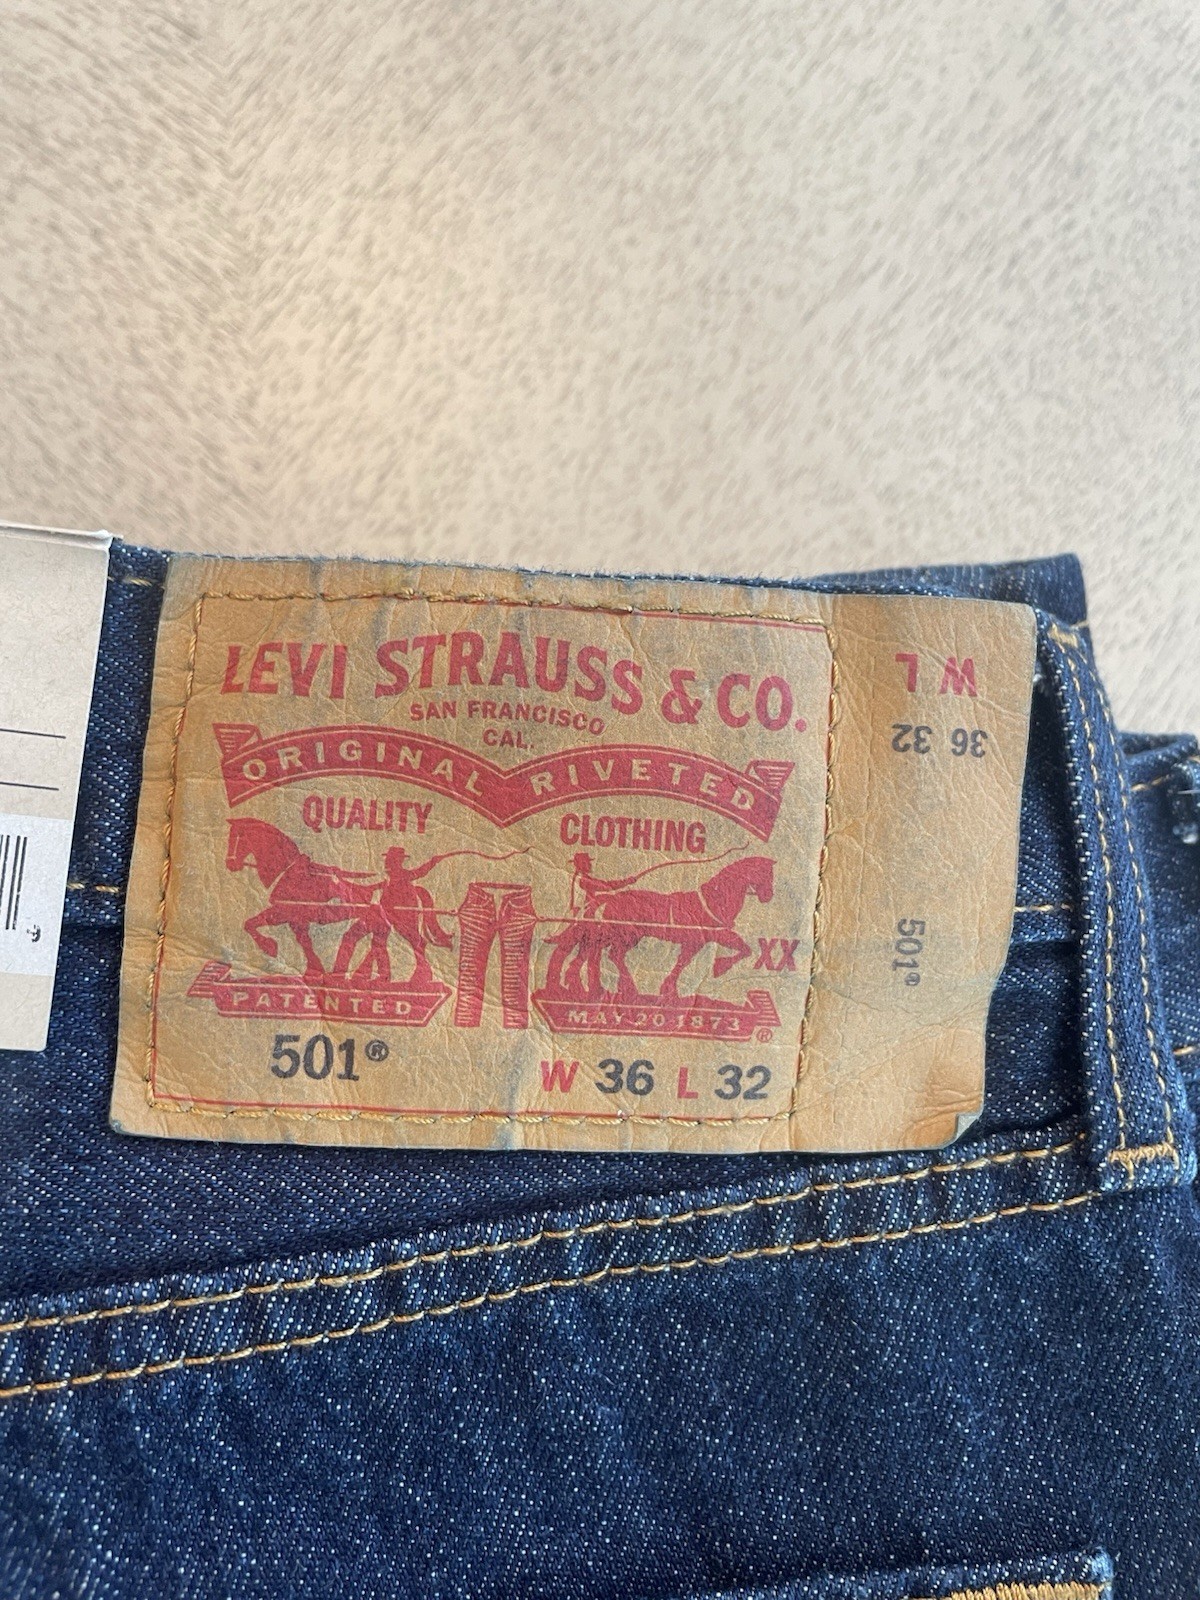 LEVI STRAUSS & CO.
SAN FRANCISCO
CAL.
ORIGINAL RIVETED
QUALITY CLOTHING
XX
PATENTED MAY 20 1873 ®
501® W 36 L 32
W L
36 32
501®